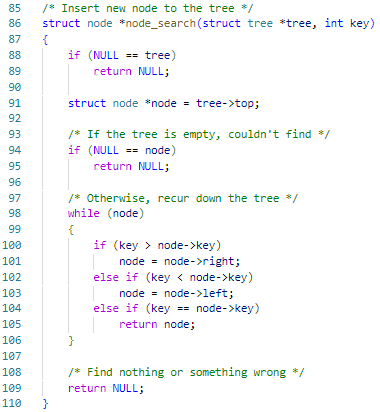 85 /* Insert new node to the tree */
86 struct node *node_search(struct tree *tree, int key)
87 {
88     if (NULL == tree)
89         return NULL;
90
91     struct node *node = tree->top;
92
93     /* If the tree is empty, couldn't find */
94     if (NULL == node)
95         return NULL;
96
97     /* Otherwise, recur down the tree */
98     while (node)
99     {
100         if (key > node->key)
101             node = node->right;
102         else if (key < node->key)
103             node = node->left;
104         else if (key == node->key)
105             return node;
106     }
107
108     /* Find nothing or something wrong */
109     return NULL;
110 }